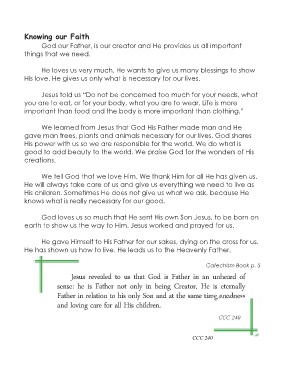 Knowing our Faith
God our Father, is our creator and He provides us all important
things that we need.
He loves us very much. He wants to give us many blessings to show
His love. He gives us only what is necessary for our lives.
Jesus told us "Do not be concerned too much for your needs, what
you are to eat, or for your body, what you are to wear. Life is more
important than food and the body is more important than clothing."
We learned from Jesus that God His Father made man and He
gave man trees, plants and animals necessary for our lives. God shares
His power with us so we are responsible for the world. We do what is
good to add beauty to the world. We praise God for the wonders of His
creations.
We tell God that we love Him. We thank Him for all He has given us.
He will always take care of us and give us everything we need to live as
His children. Sometimes He does not give us what we ask, because He
knows what is really necessary for our good.
God loves us so much that He sent His own Son Jesus, to be born on
earth to show us the way to Him. Jesus worked and prayed for us.
He gave Himself to His Father for our sakes, dying on the cross for us.
He has shown us how to live. He leads us to the Heavenly Father.
Catechism Book p. 5
Jesus revealed to us that God is Father in an unheard of
sense: he is Father not only in being Creator, He is eternally
Father in relation to his only Son and at the same time
and loving care for all His children.
CCC 240
CCC 240